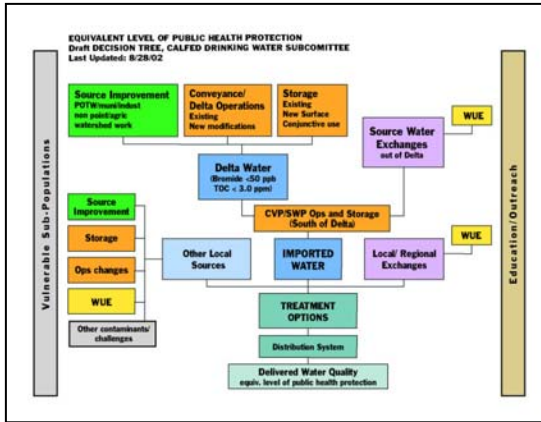 EQUIVALENT LEVEL OF PUBLIC HEALTH PROTECTION
Draft DECISION TREE, CALFED DRINKING WATER SUBCOMITTEE
Last Updated: 8/28/02
Vulnerable Sub-Populations
Education/Outreach
Source Improvement
POTW/muni/indust
non point/agric
watershed work
Conveyance/
Delta Operations
Existing
New modifications
Storage
Existing
New Surface
Conjunctive use
Source Water
Exchanges
out of Delta
WUE
Delta Water
(Bromide <50 ppb
TOC < 3.0 ppm)
CVP/SWP Ops and Storage
(South of Delta)
Source
Improvement
Storage
Ops changes
WUE
Other contaminants/
challenges
Other Local
Sources
IMPORTED
WATER
Local/ Regional
Exchanges
WUE
TREATMENT
OPTIONS
Distribution System
Delivered Water Quality
equiv. level of public health protection